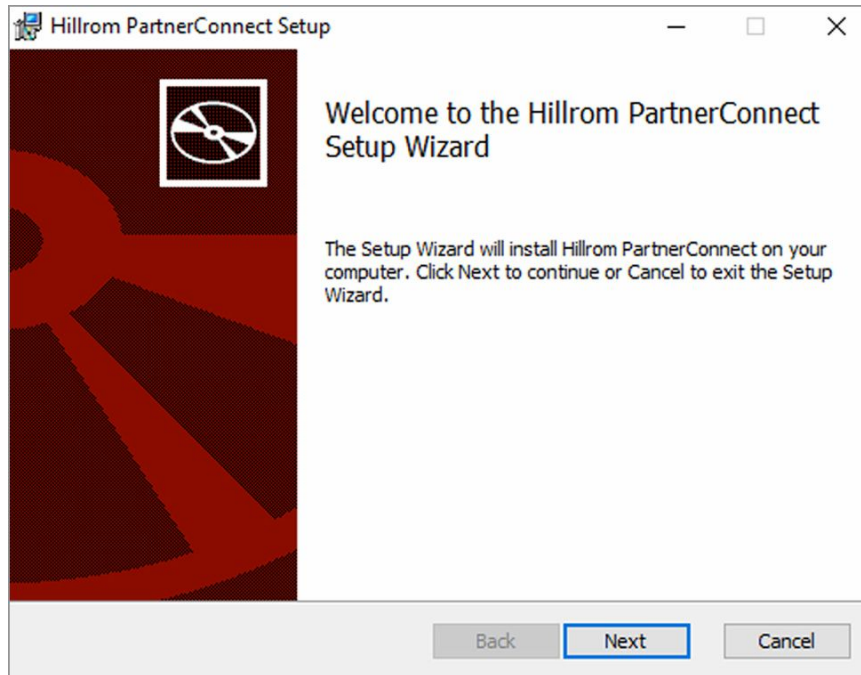 Hillrom PartnerConnect Setup
Welcome to the Hillrom PartnerConnect
Setup Wizard
The Setup Wizard will install Hillrom PartnerConnect on your
computer. Click Next to continue or Cancel to exit the Setup
Wizard.
Back Next Cancel